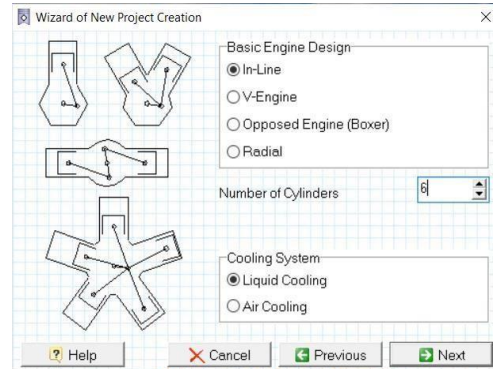 Wizard of New Project Creation
Basic Engine Design
In-Line
V-Engine
Opposed Engine (Boxer)
Radial
Number of Cylinders 6
Cooling System
Liquid Cooling
Air Cooling
? Help Cancel Previous Next